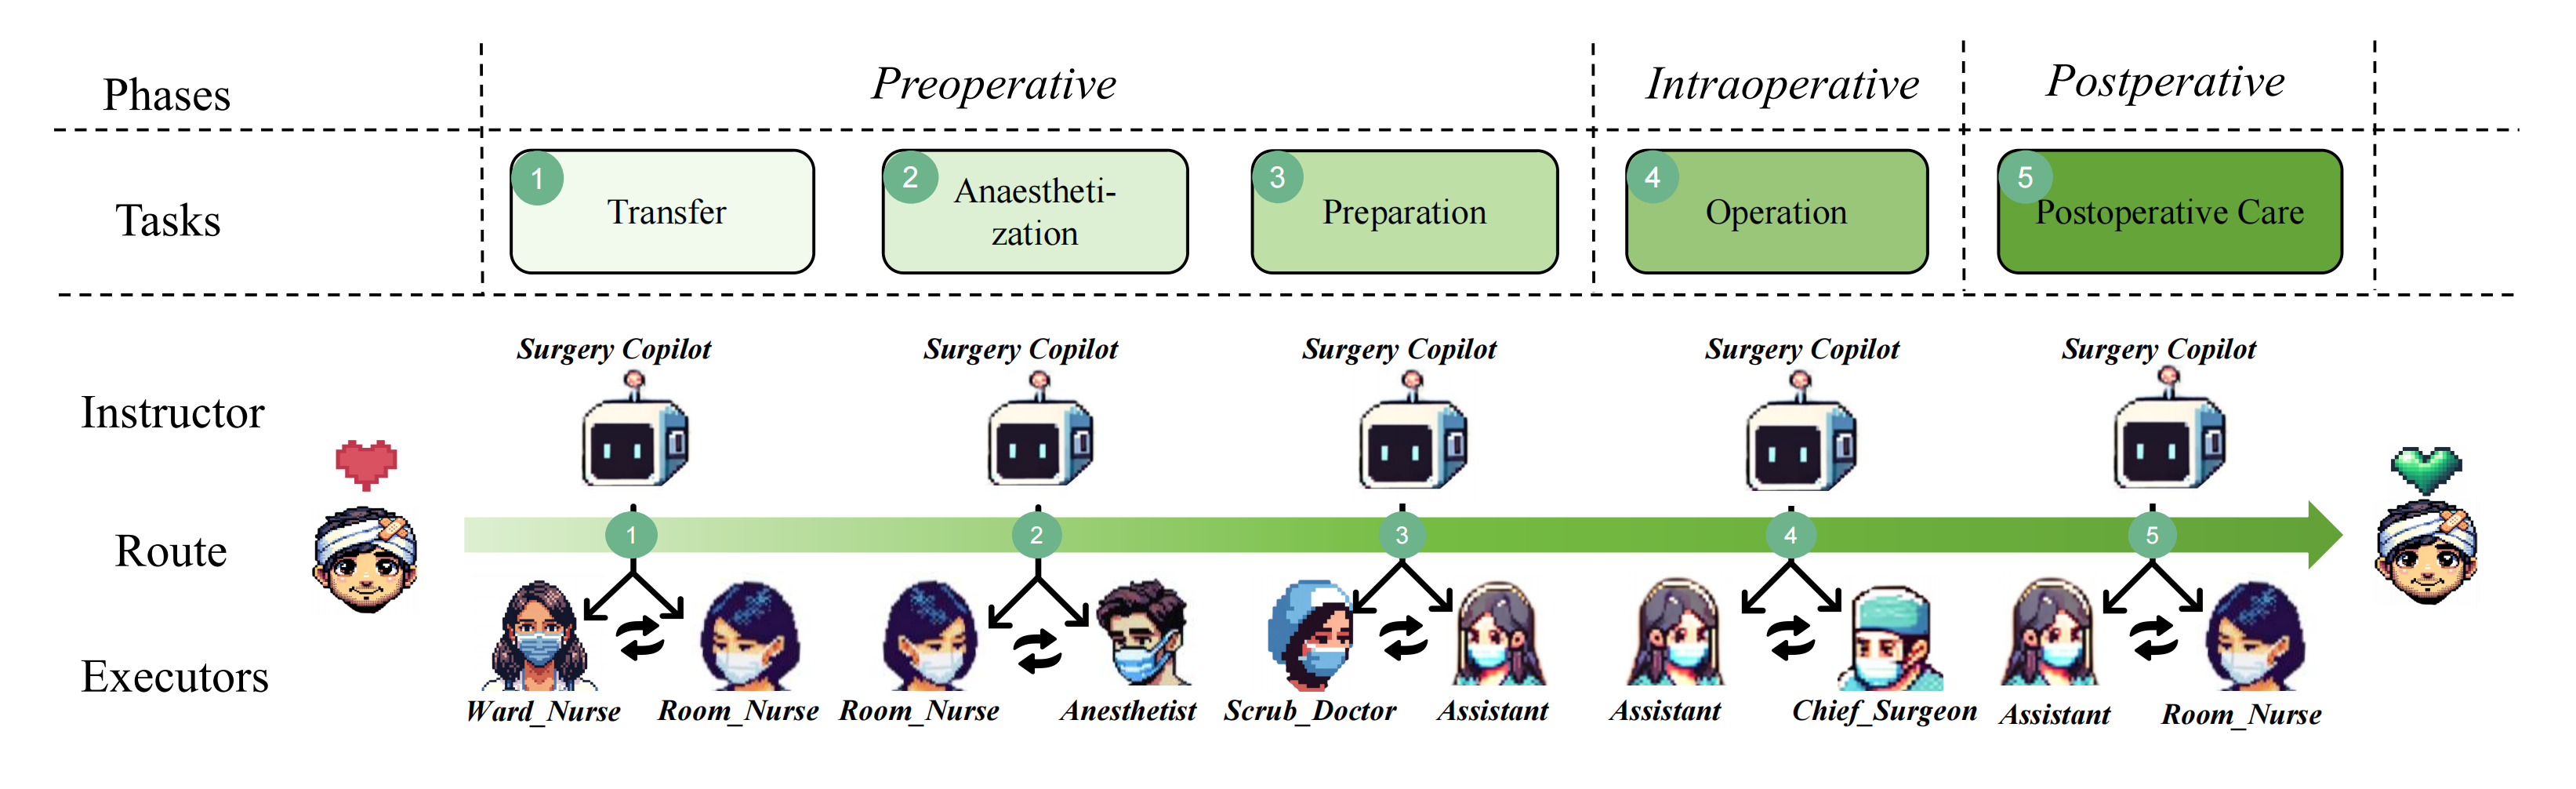 Phases
Preoperative
Intraoperative
Postperative
Tasks
1
Transfer
2
Anaestheti-
zation
3
Preparation
4
Operation
5
Postoperative Care
Instructor
Surgery Copilot
Surgery Copilot
Surgery Copilot
Surgery Copilot
Surgery Copilot
Route
1
2
3
4
5
Executors
Ward_Nurse
Room_Nurse
Room_Nurse
Anesthetist
Scrub_Doctor
Assistant
Assistant
Chief_Surgeon
Assistant
Room_Nurse